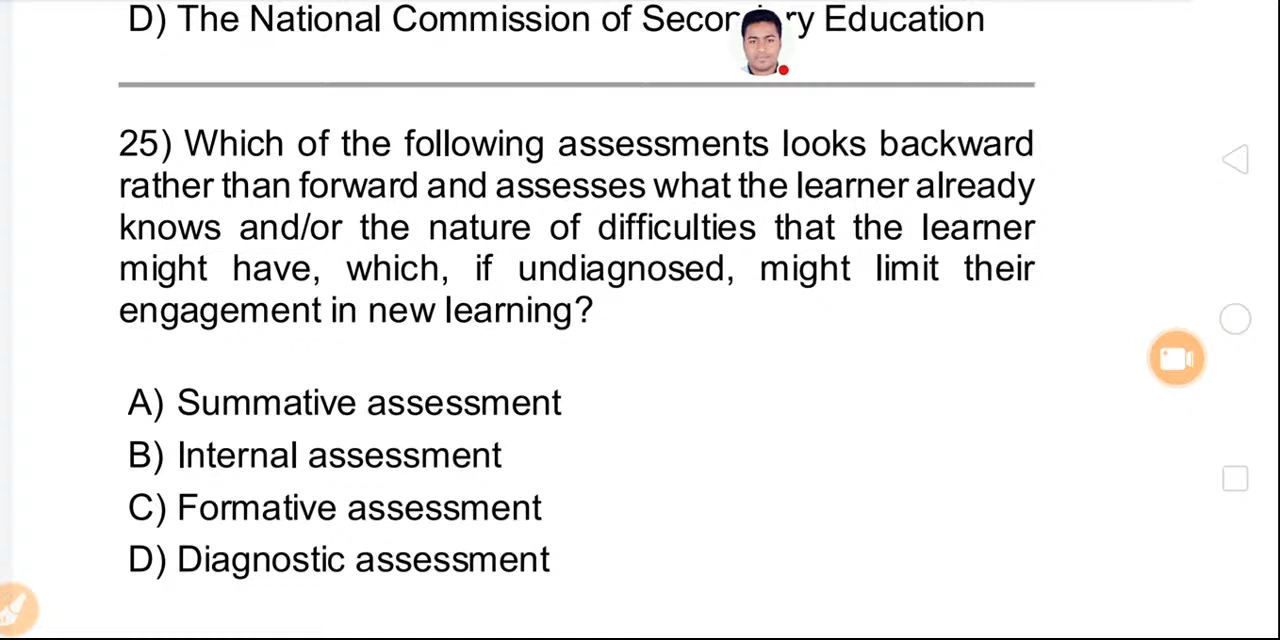 D) The National Commission of Secondary Education
25) Which of the following assessments looks backward
rather than forward and assesses what the learner already
knows and/or the nature of difficulties that the learner
might have, which, if undiagnosed, might limit their
engagement in new learning?
A) Summative assessment
B) Internal assessment
C) Formative assessment
D) Diagnostic assessment